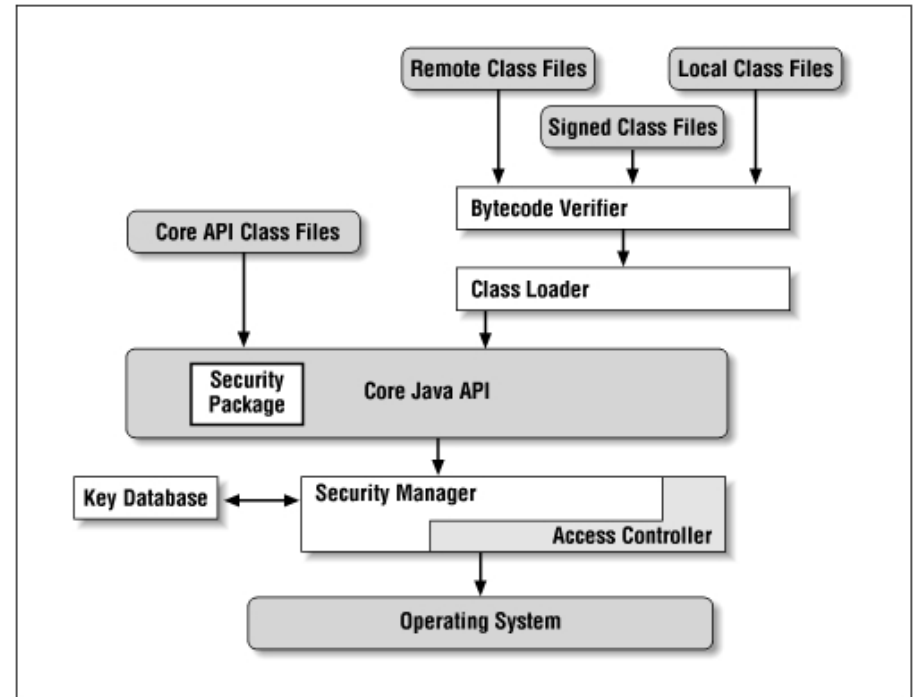 Remote Class Files
Local Class Files
Signed Class Files
Bytecode Verifier
Core API Class Files
Class Loader
Security
Package
Core Java API
Key Database
Security Manager
Access Controller
Operating System